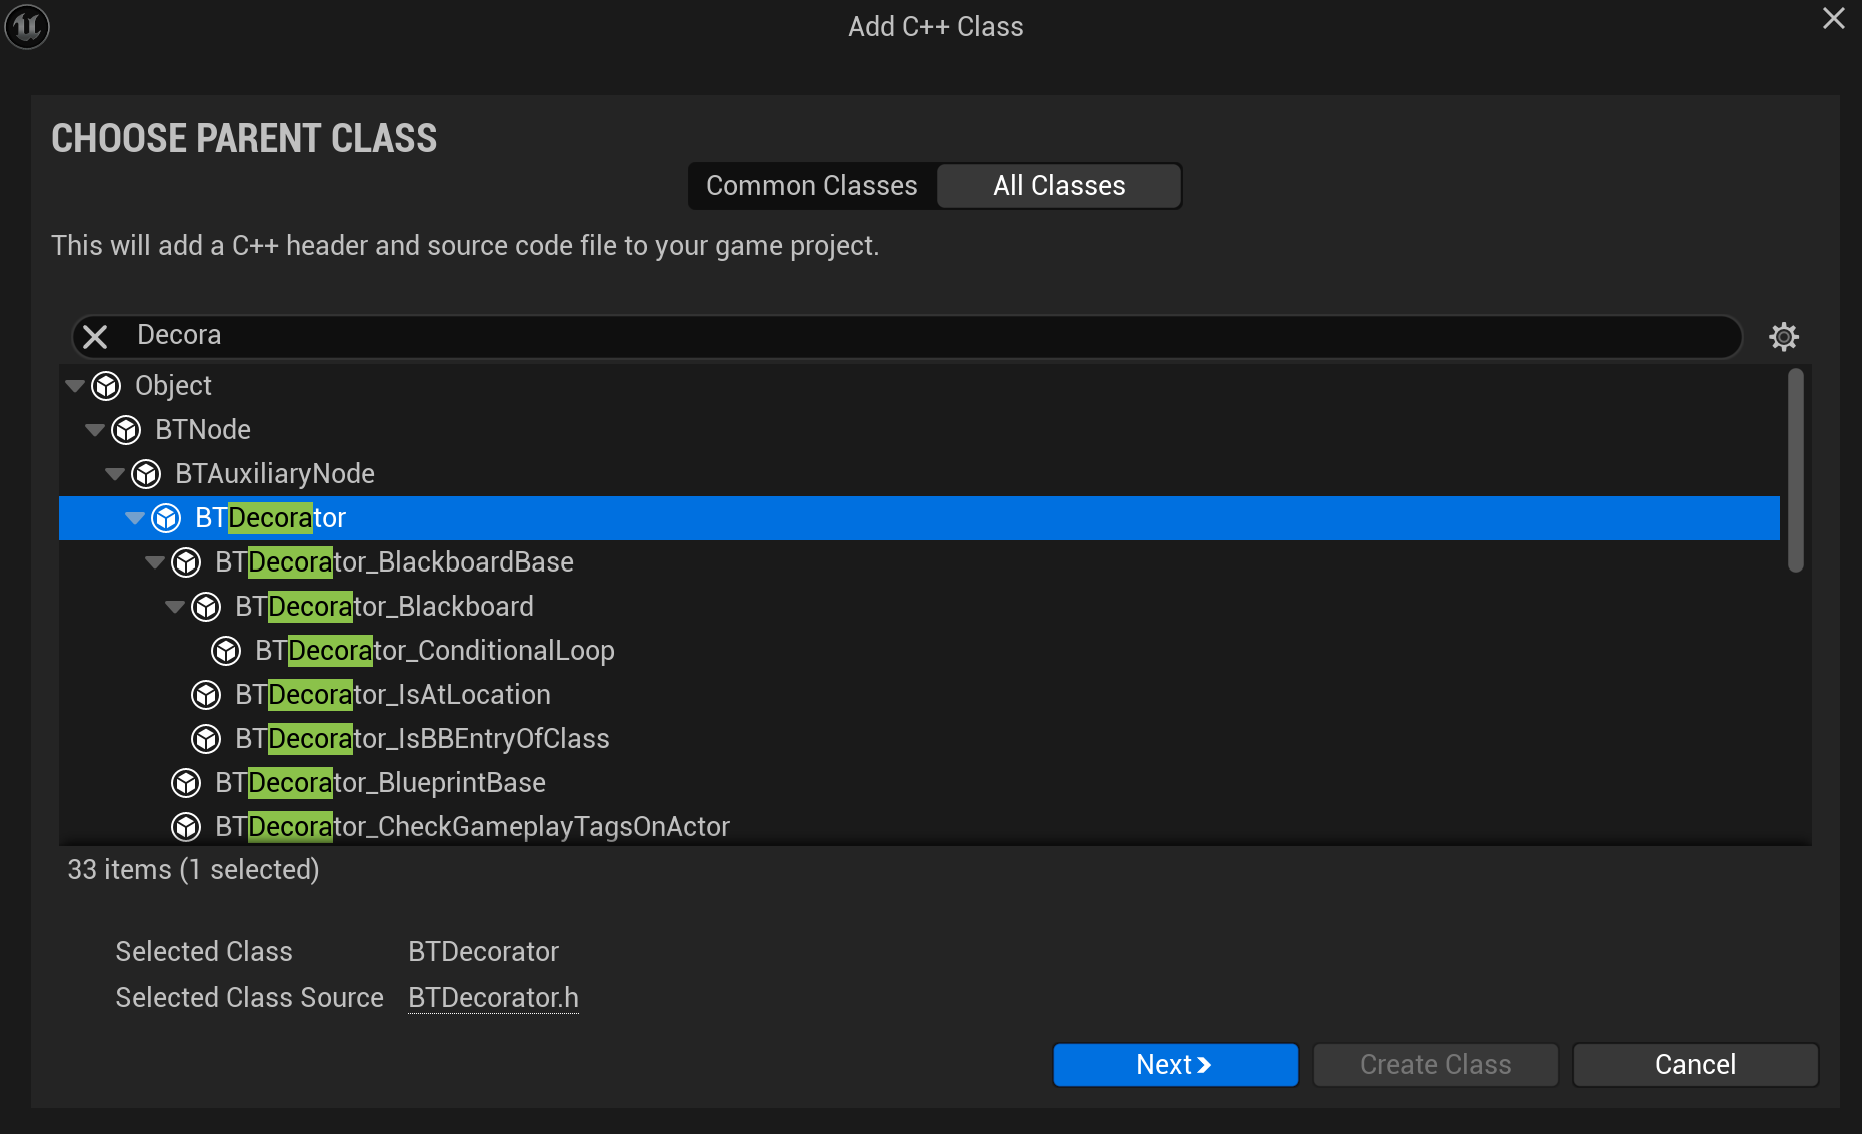 Add C++ Class
CHOOSE PARENT CLASS
Common Classes All Classes
This will add a C++ header and source code file to your game project.
Decora
Object
BTNode
BTAuxiliaryNode
BTDecorator
BTDecorator_BlackboardBase
BTDecorator_Blackboard
BTDecorator_ConditionalLoop
BTDecorator_IsAtLocation
BTDecorator_IsBBEntryOfClass
BTDecorator_BlueprintBase
BTDecorator_CheckGameplayTagsOnActor
33 items (1 selected)
Selected Class BTDecorator
Selected Class Source BTDecorator.h
Next Create Class Cancel